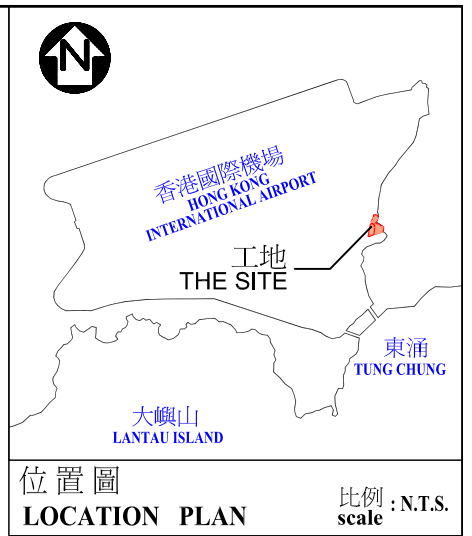 N
香港國際機場
HONG KONG
INTERNATIONAL AIRPORT
工地
THE SITE
東涌
TUNG CHUNG
大嶼山
LANTAU ISLAND
位置圖
LOCATION PLAN
比例 : N.T.S.
scale